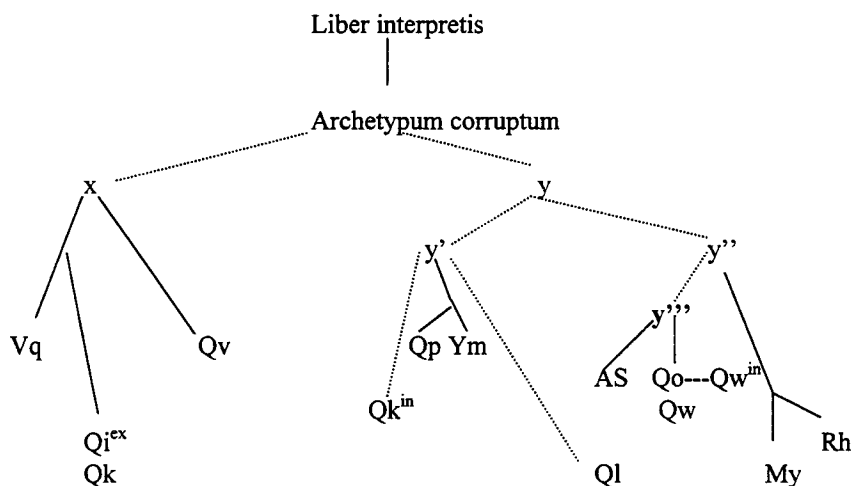 Liber interpretis
Archetypum corruptum
x y
y' y''
y'''
Vq Qv Qp Ym
AS Qo---Qw^in
Qk^in Qw
Qi^ex Rh
Qk Ql My